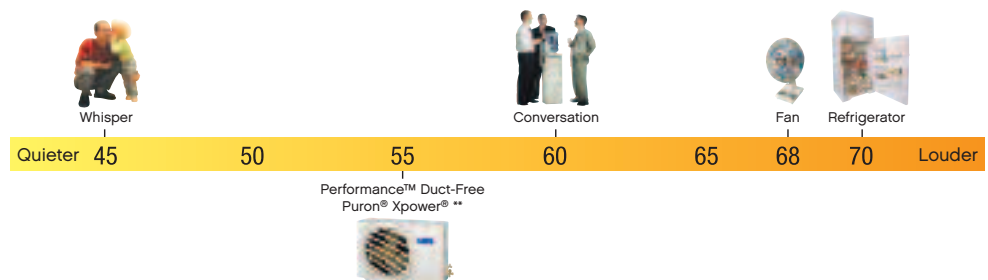 Whisper
Conversation
Fan
Refrigerator
Quieter 45 50 55 60 65 68 70 Louder
Performance™ Duct-Free
Puron® Xpower® **